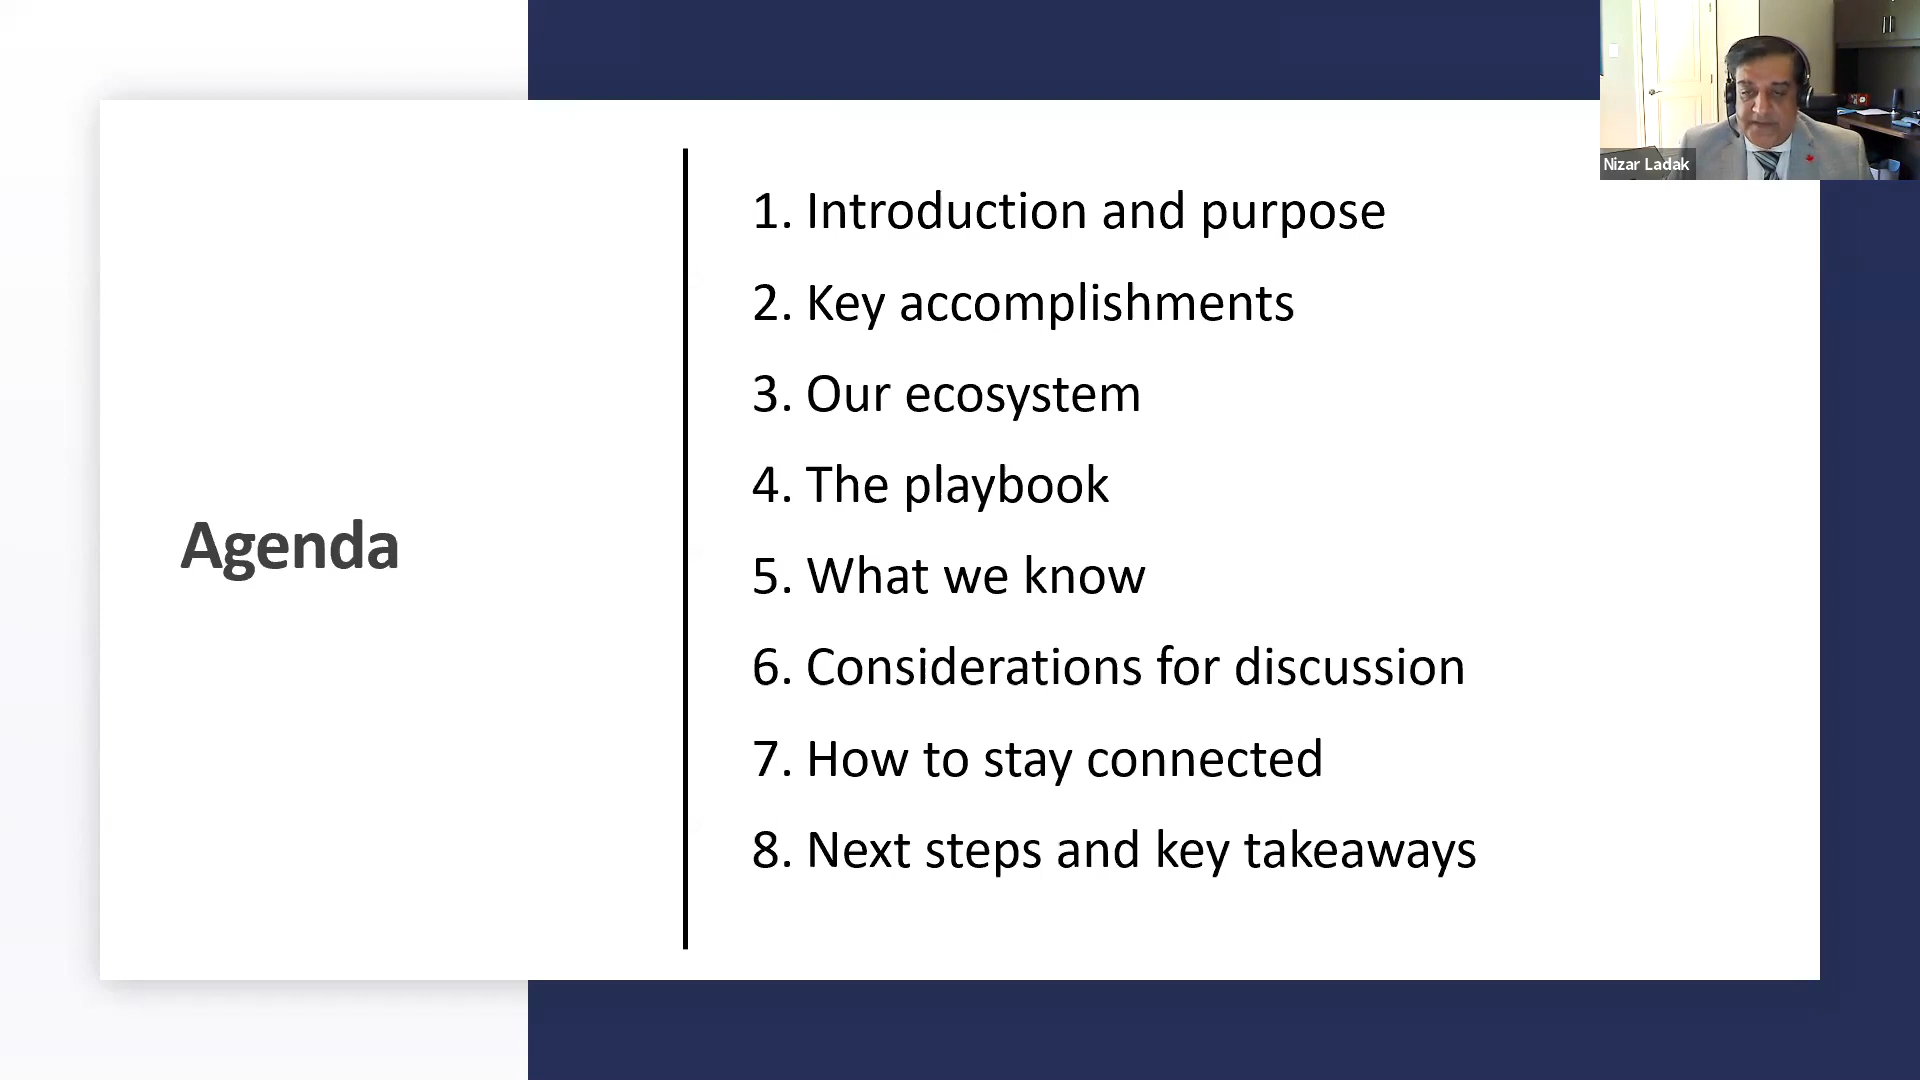 Nizar Ladak
Agenda
1. Introduction and purpose
2. Key accomplishments
3. Our ecosystem
4. The playbook
5. What we know
6. Considerations for discussion
7. How to stay connected
8. Next steps and key takeaways